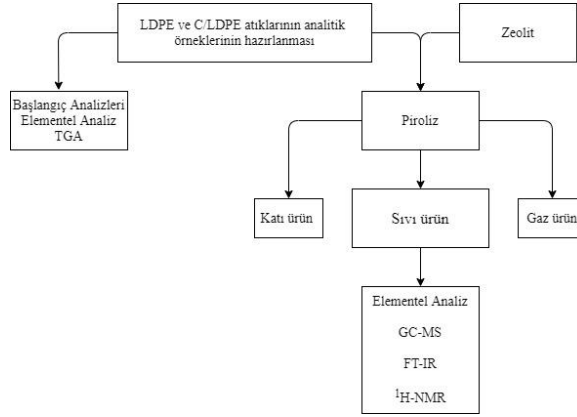 LDPE ve C/LDPE atıklarının analitik
örneklerinin hazırlanması
Zeolit
Başlangıç Analizleri
Elementel Analiz
TGA
Piroliz
Katı ürün
Sıvı ürün
Gaz ürün
Elementel Analiz
GC-MS
FT-IR
¹H-NMR